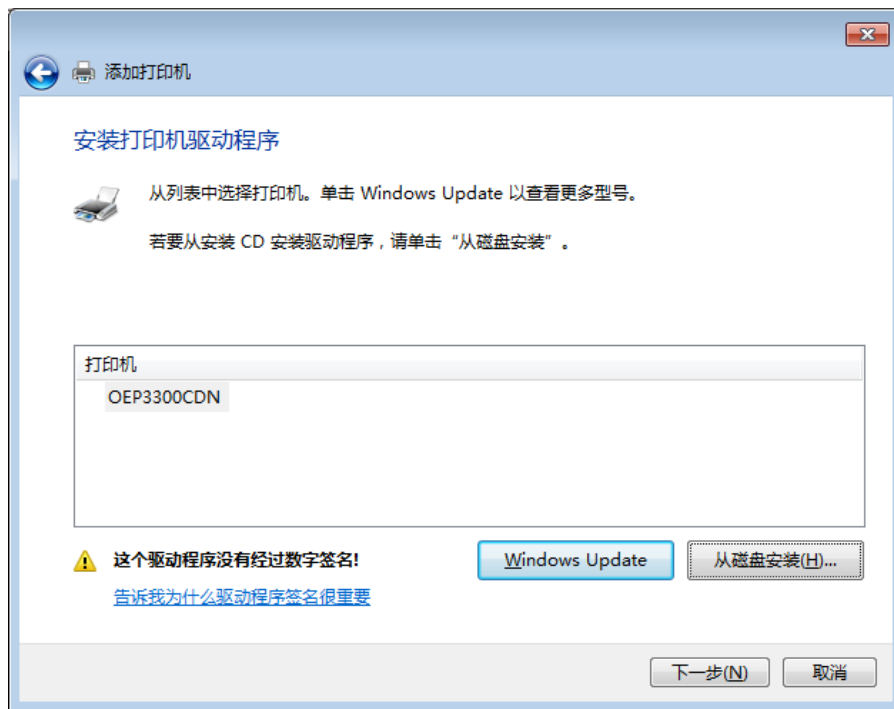 添加打印机
安装打印机驱动程序
从列表中选择打印机。单击 Windows Update 以查看更多型号。
若要从安装 CD 安装驱动程序，请单击“从磁盘安装”。
打印机
OEP3300CDN
这个驱动程序没有经过数字签名!
Windows Update
从磁盘安装(H)...
告诉我为什么驱动程序签名很重要
下一步(N)
取消